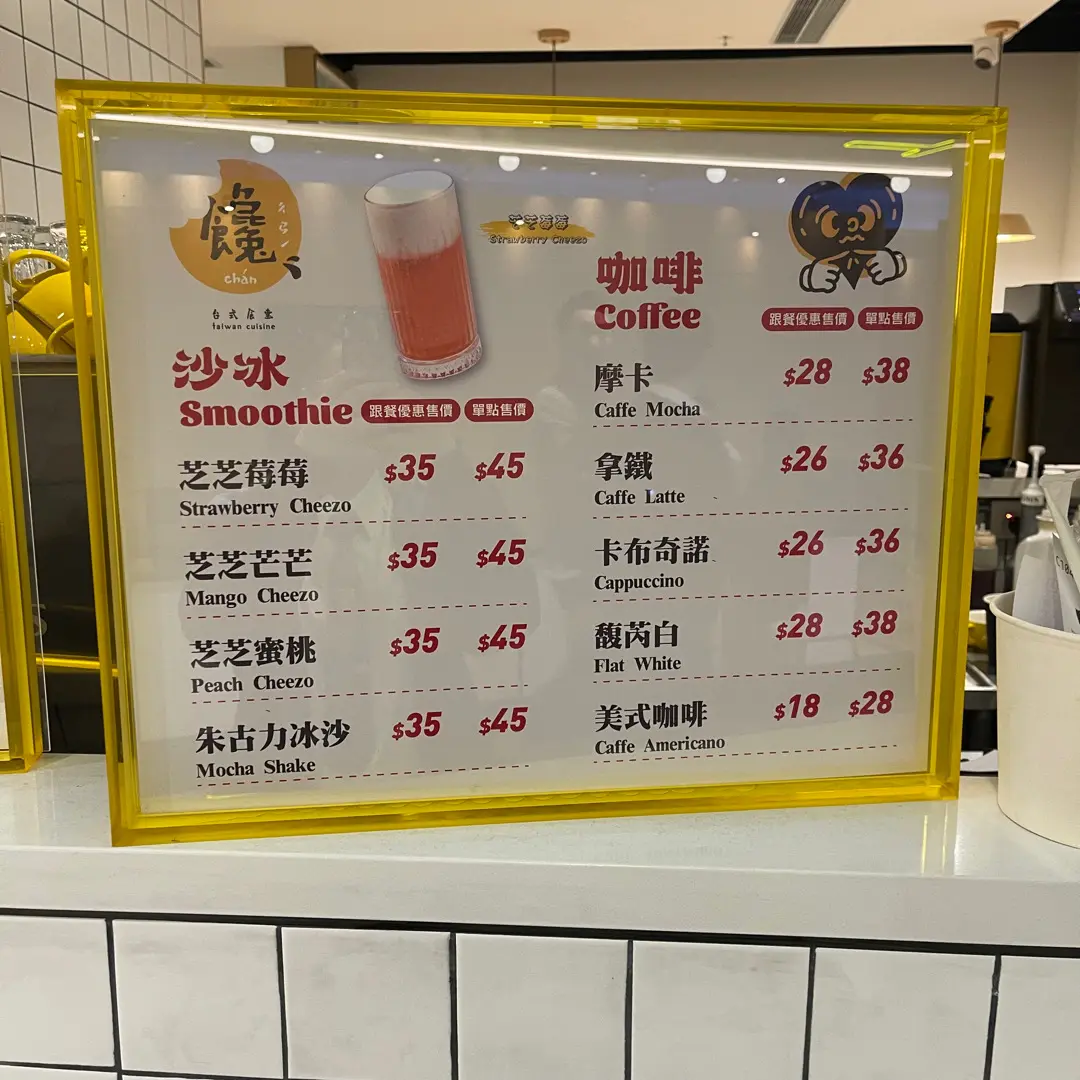 饞
ㄔㄢˊ
chán
台式食堂
taiwan cuisine
芝芝莓莓
Strawberry Cheezo
沙冰
Smoothie 跟餐優惠售價 單點售價
芝芝莓莓 $35 $45
Strawberry Cheezo
芝芝芒芒 $35 $45
Mango Cheezo
芝芝蜜桃 $35 $45
Peach Cheezo
朱古力冰沙 $35 $45
Mocha Shake
咖啡
Coffee 跟餐優惠售價 單點售價
摩卡 $28 $38
Caffe Mocha
拿鐵 $26 $36
Caffe Latte
卡布奇諾 $26 $36
Cappuccino
馥芮白 $28 $38
Flat White
美式咖啡 $18 $28
Caffe Americano